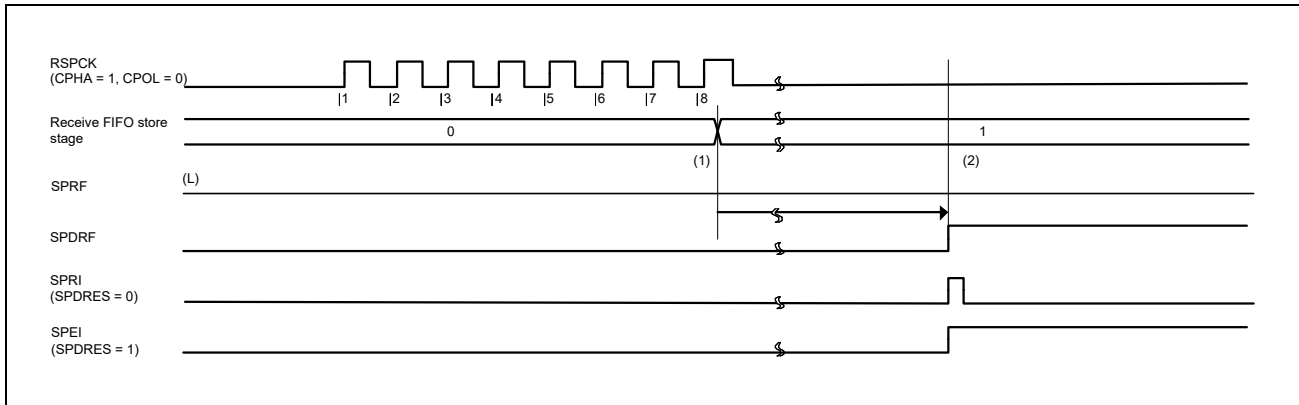 RSPCK
(CPHA = 1, CPOL = 0)
|1 |2 |3 |4 |5 |6 |7 |8
Receive FIFO store
stage
0 1
(1) (2)
(L)
SPRF
SPDRF
SPRI
(SPDRES = 0)
SPEI
(SPDRES = 1)